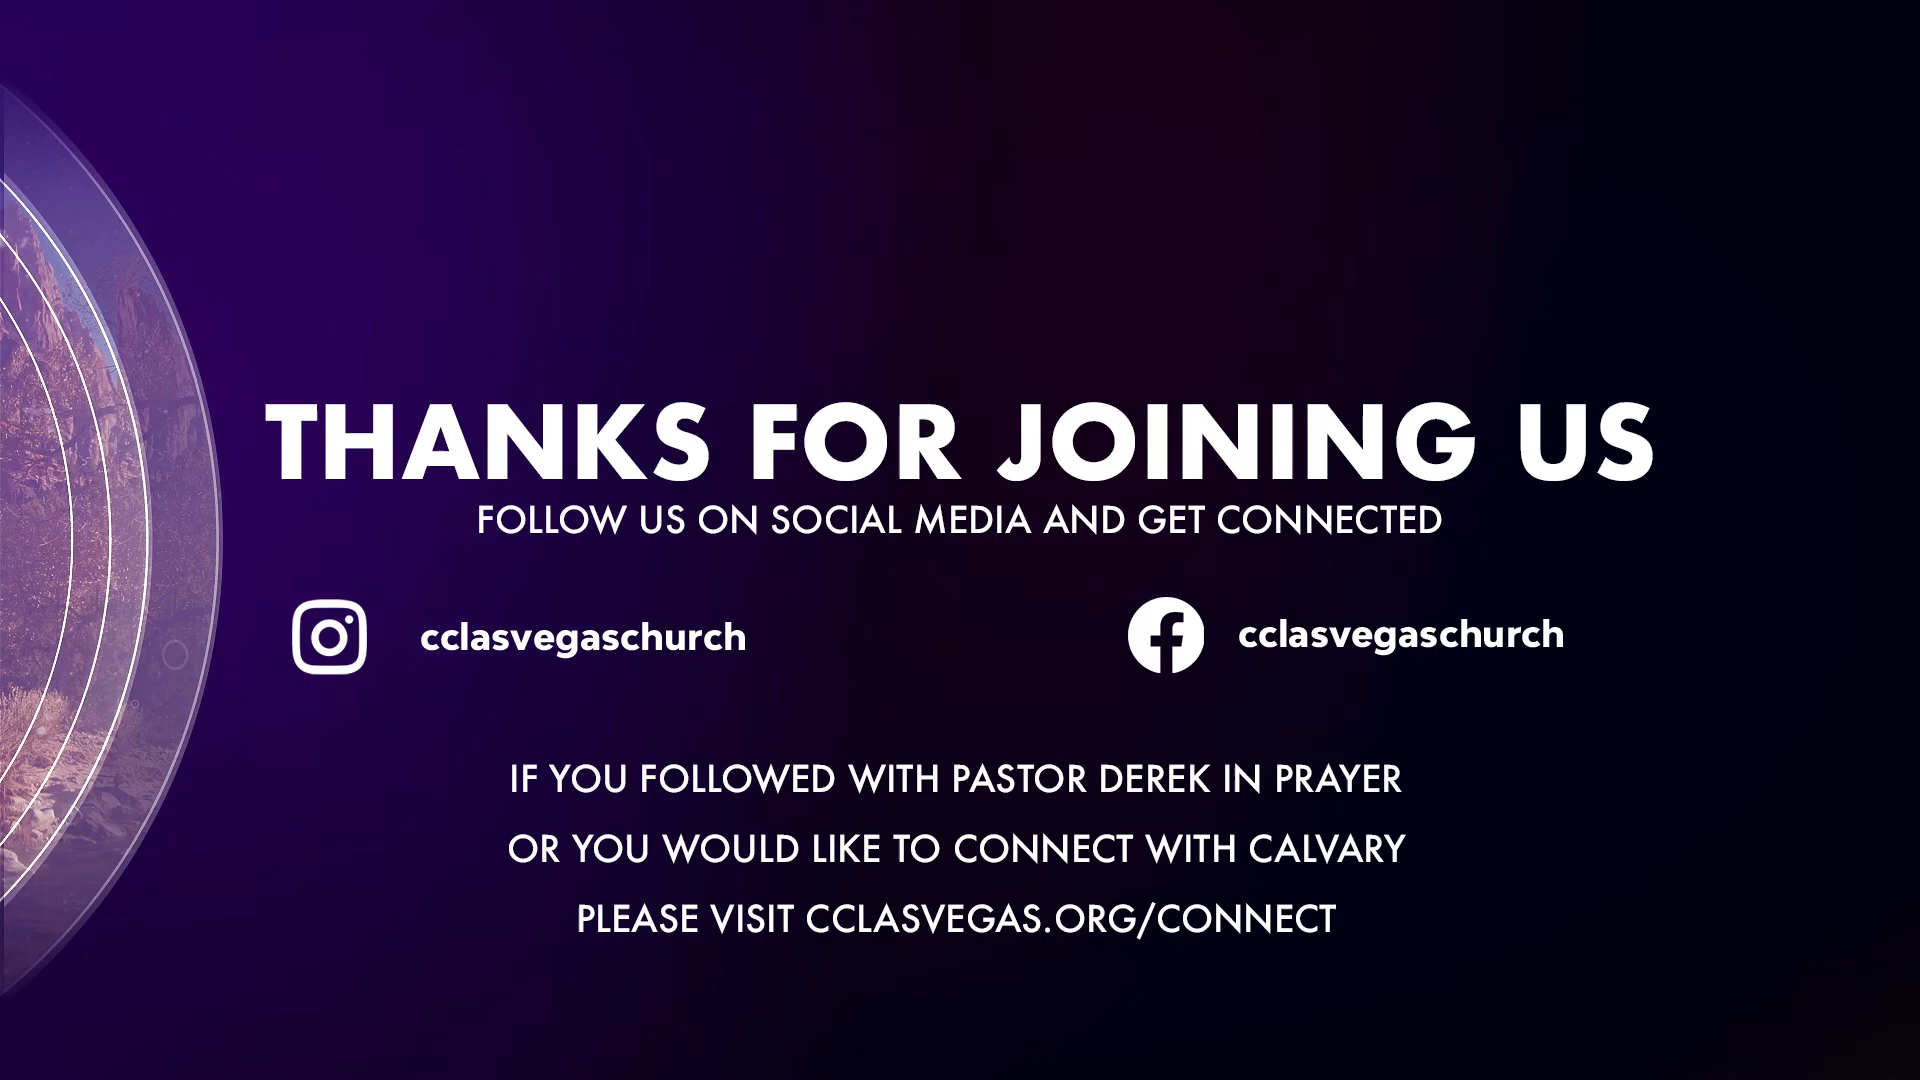 THANKS FOR JOINING US
FOLLOW US ON SOCIAL MEDIA AND GET CONNECTED
cclasvegaschurch
cclasvegaschurch
IF YOU FOLLOWED WITH PASTOR DEREK IN PRAYER
OR YOU WOULD LIKE TO CONNECT WITH CALVARY
PLEASE VISIT CCLASVEGAS.ORG/CONNECT